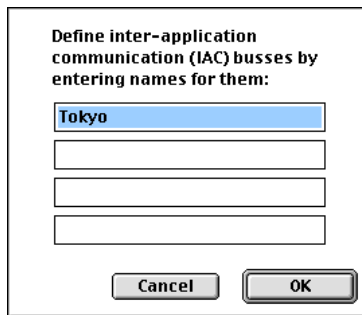 Define inter-application
communication (IAC) busses by
entering names for them:
Tokyo
Cancel OK